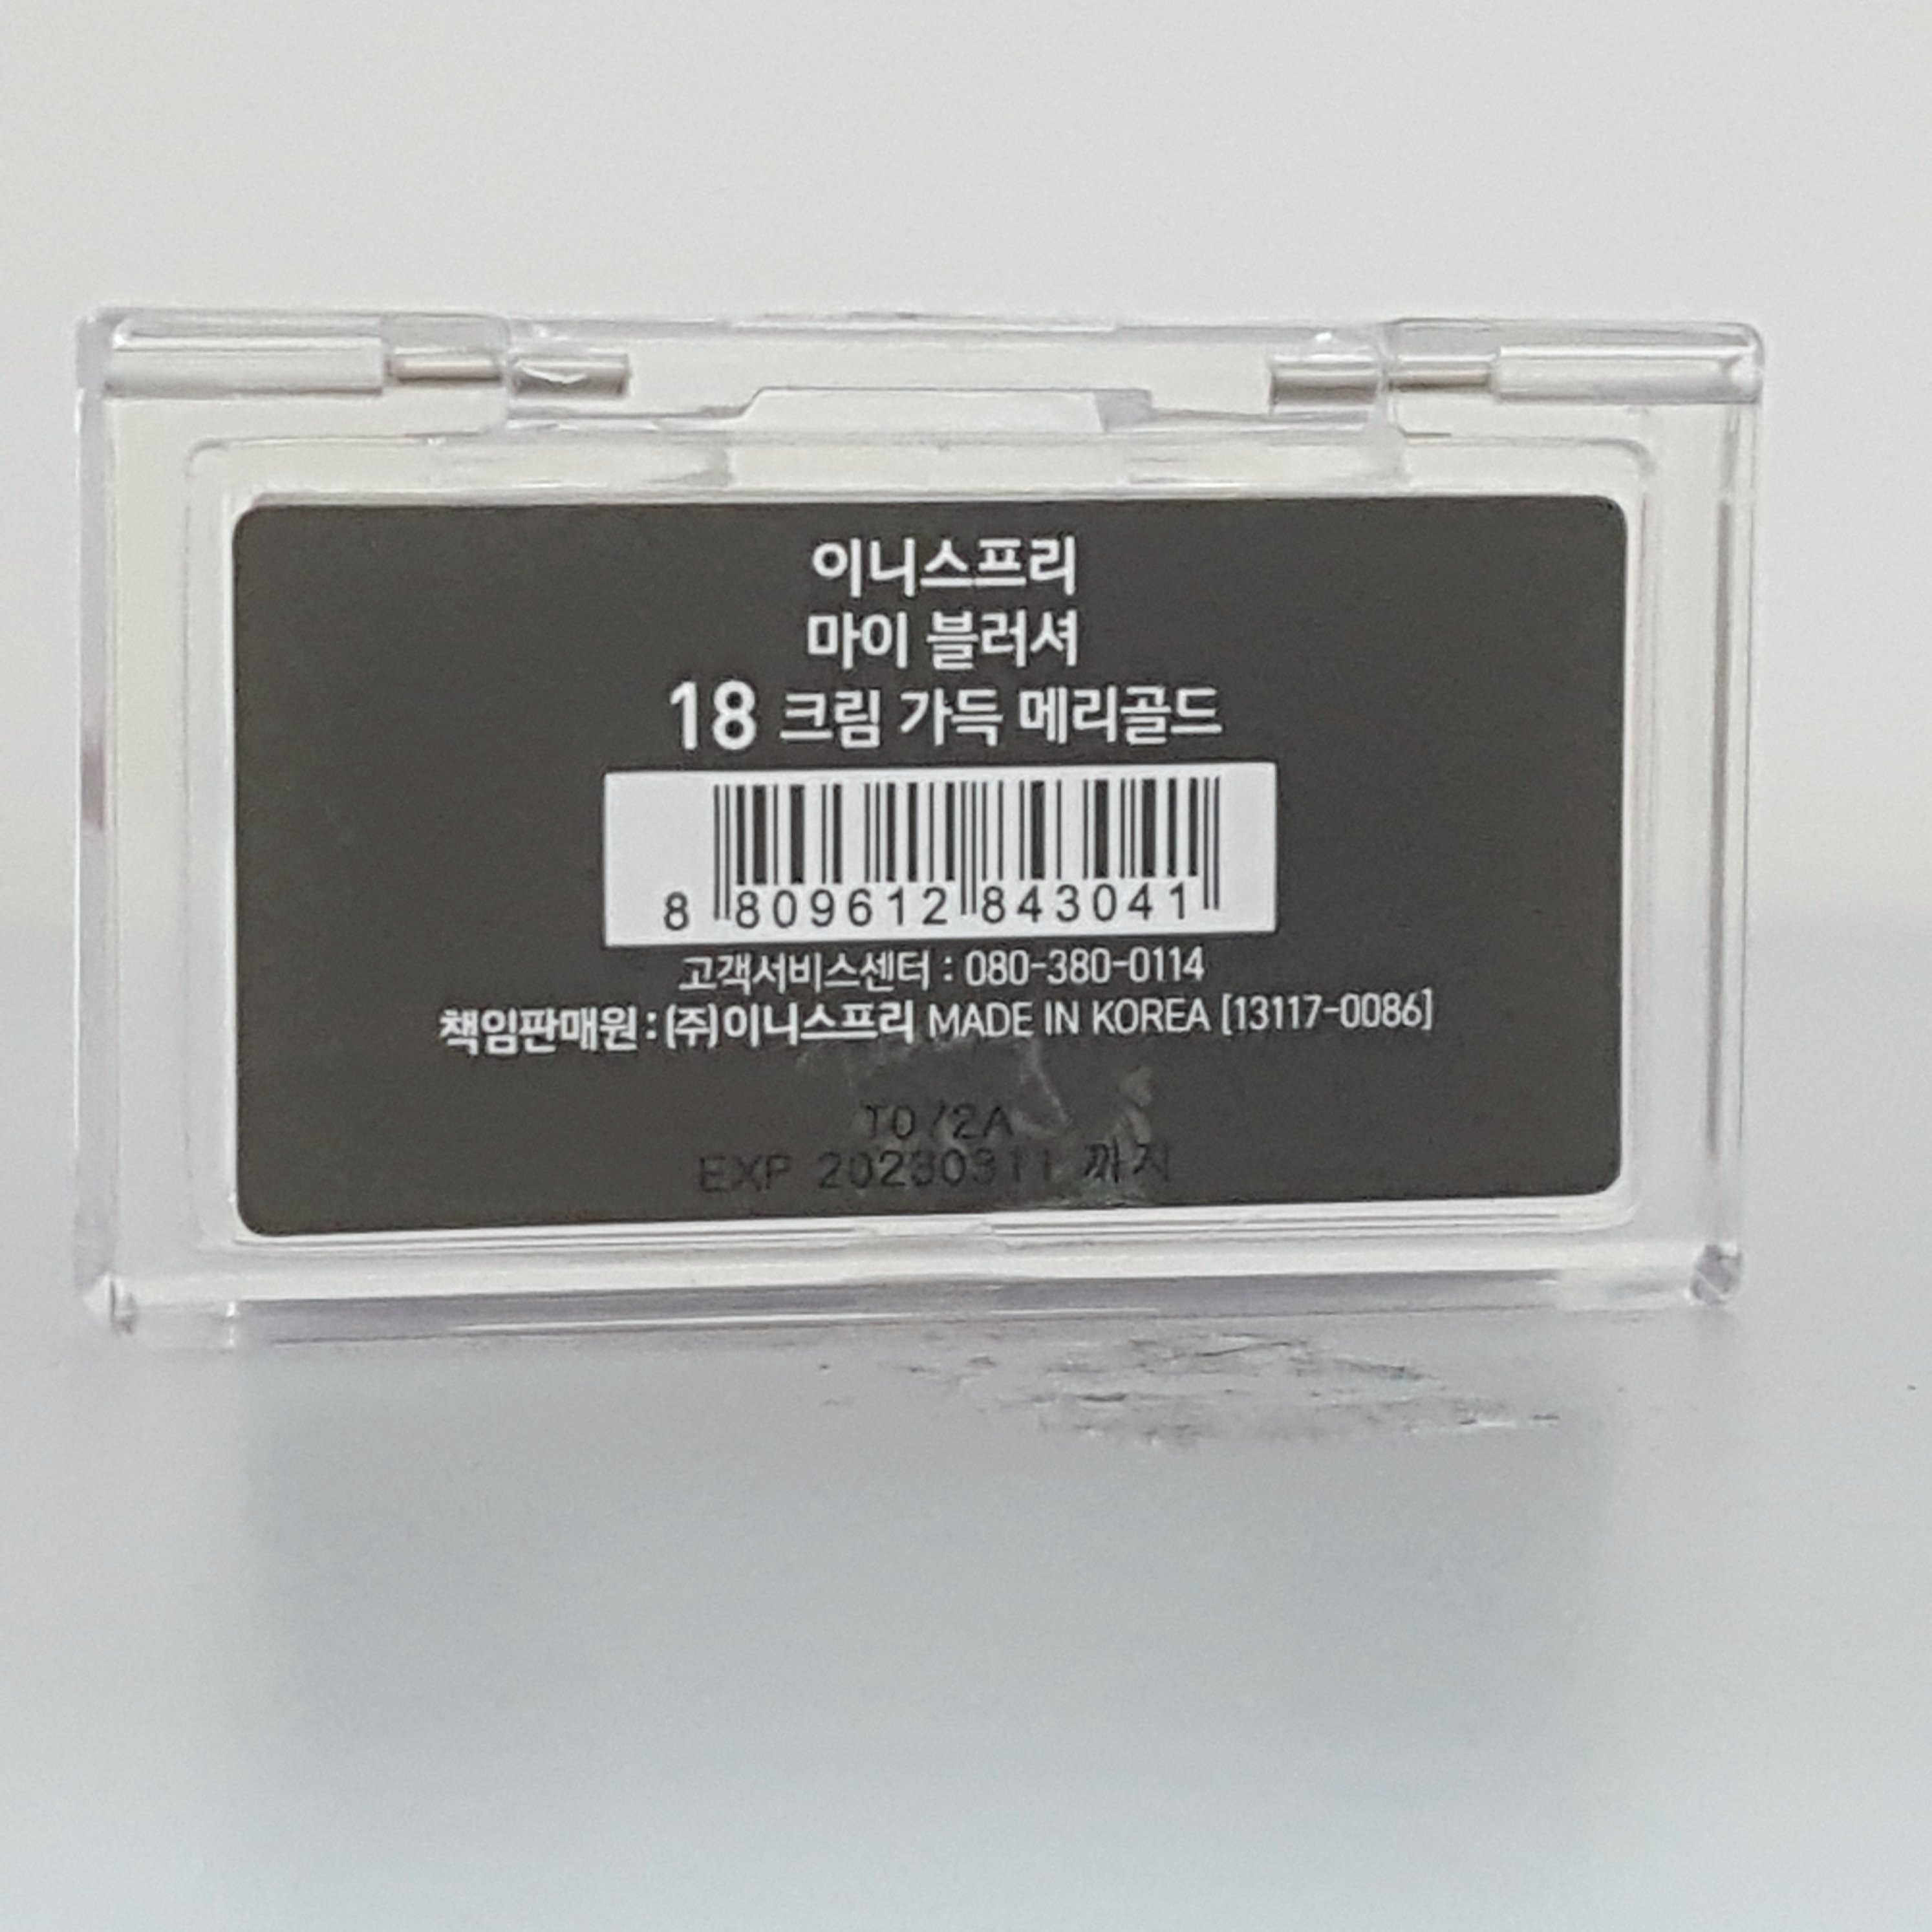 이니스프리
마이 블러셔
18 크림 가득 메리골드
8 809612 843041
고객서비스센터 : 080-380-0114
책임판매원 : (주)이니스프리 MADE IN KOREA [13117-0086]
EXP 20230311 까지